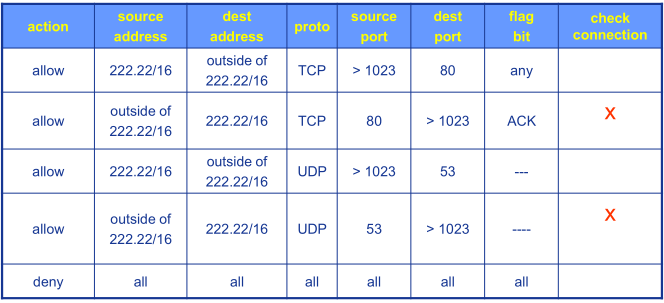 action source address dest address proto source port dest port flag bit check connection
allow 222.22/16 outside of 222.22/16 TCP > 1023 80 any
allow outside of 222.22/16 222.22/16 TCP 80 > 1023 ACK X
allow 222.22/16 outside of 222.22/16 UDP > 1023 53 ---
allow outside of 222.22/16 222.22/16 UDP 53 > 1023 ---- X
deny all all all all all all